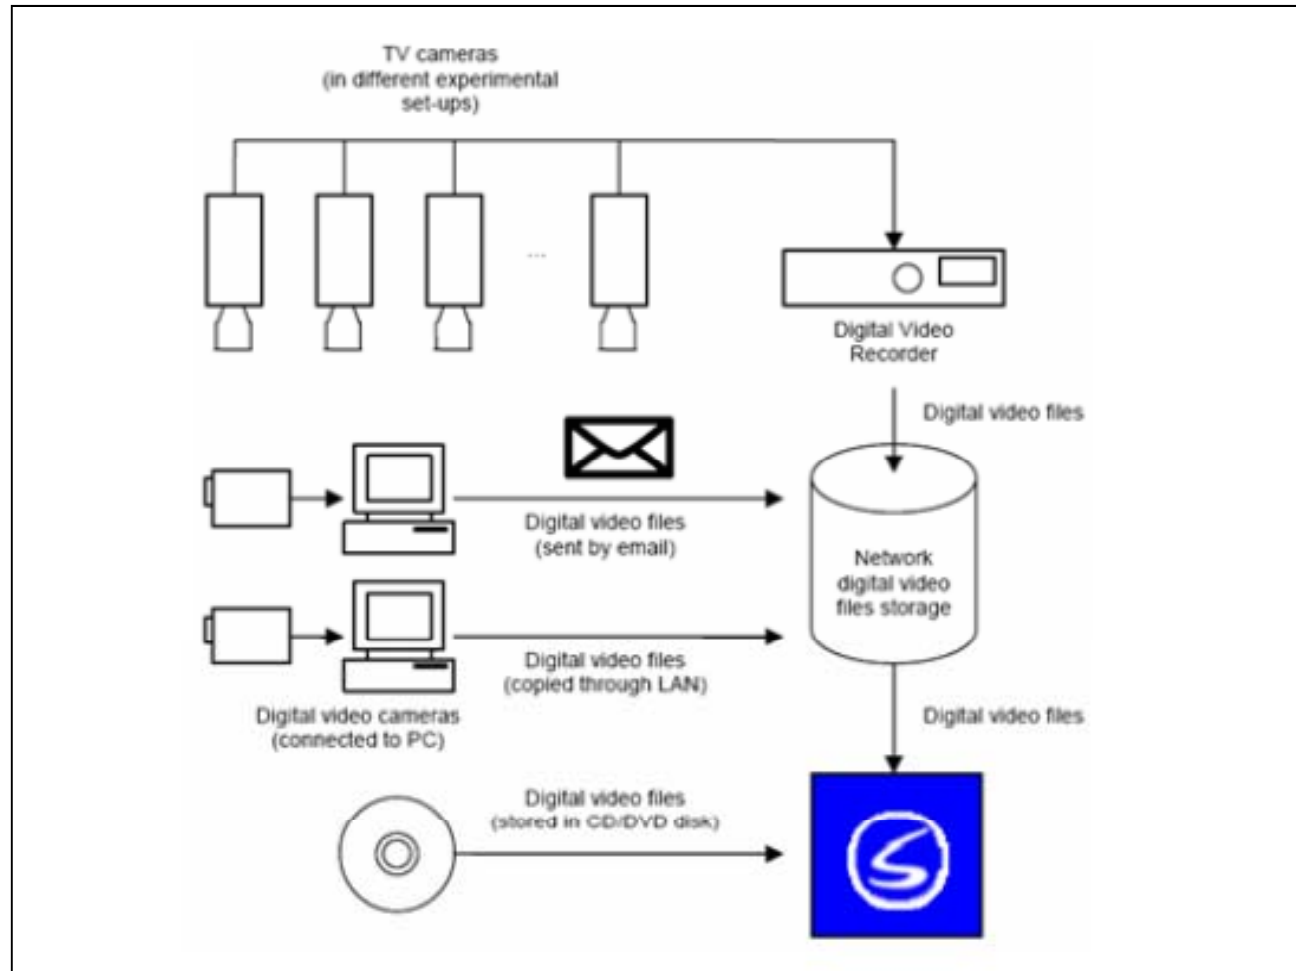 TV cameras
(in different experimental
set-ups)
...
Digital Video
Recorder
Digital video files
Digital video files
(sent by email)
Network
digital video
files storage
Digital video files
(copied through LAN)
Digital video cameras
(connected to PC)
Digital video files
Digital video files
(stored in CD/DVD disk)
S